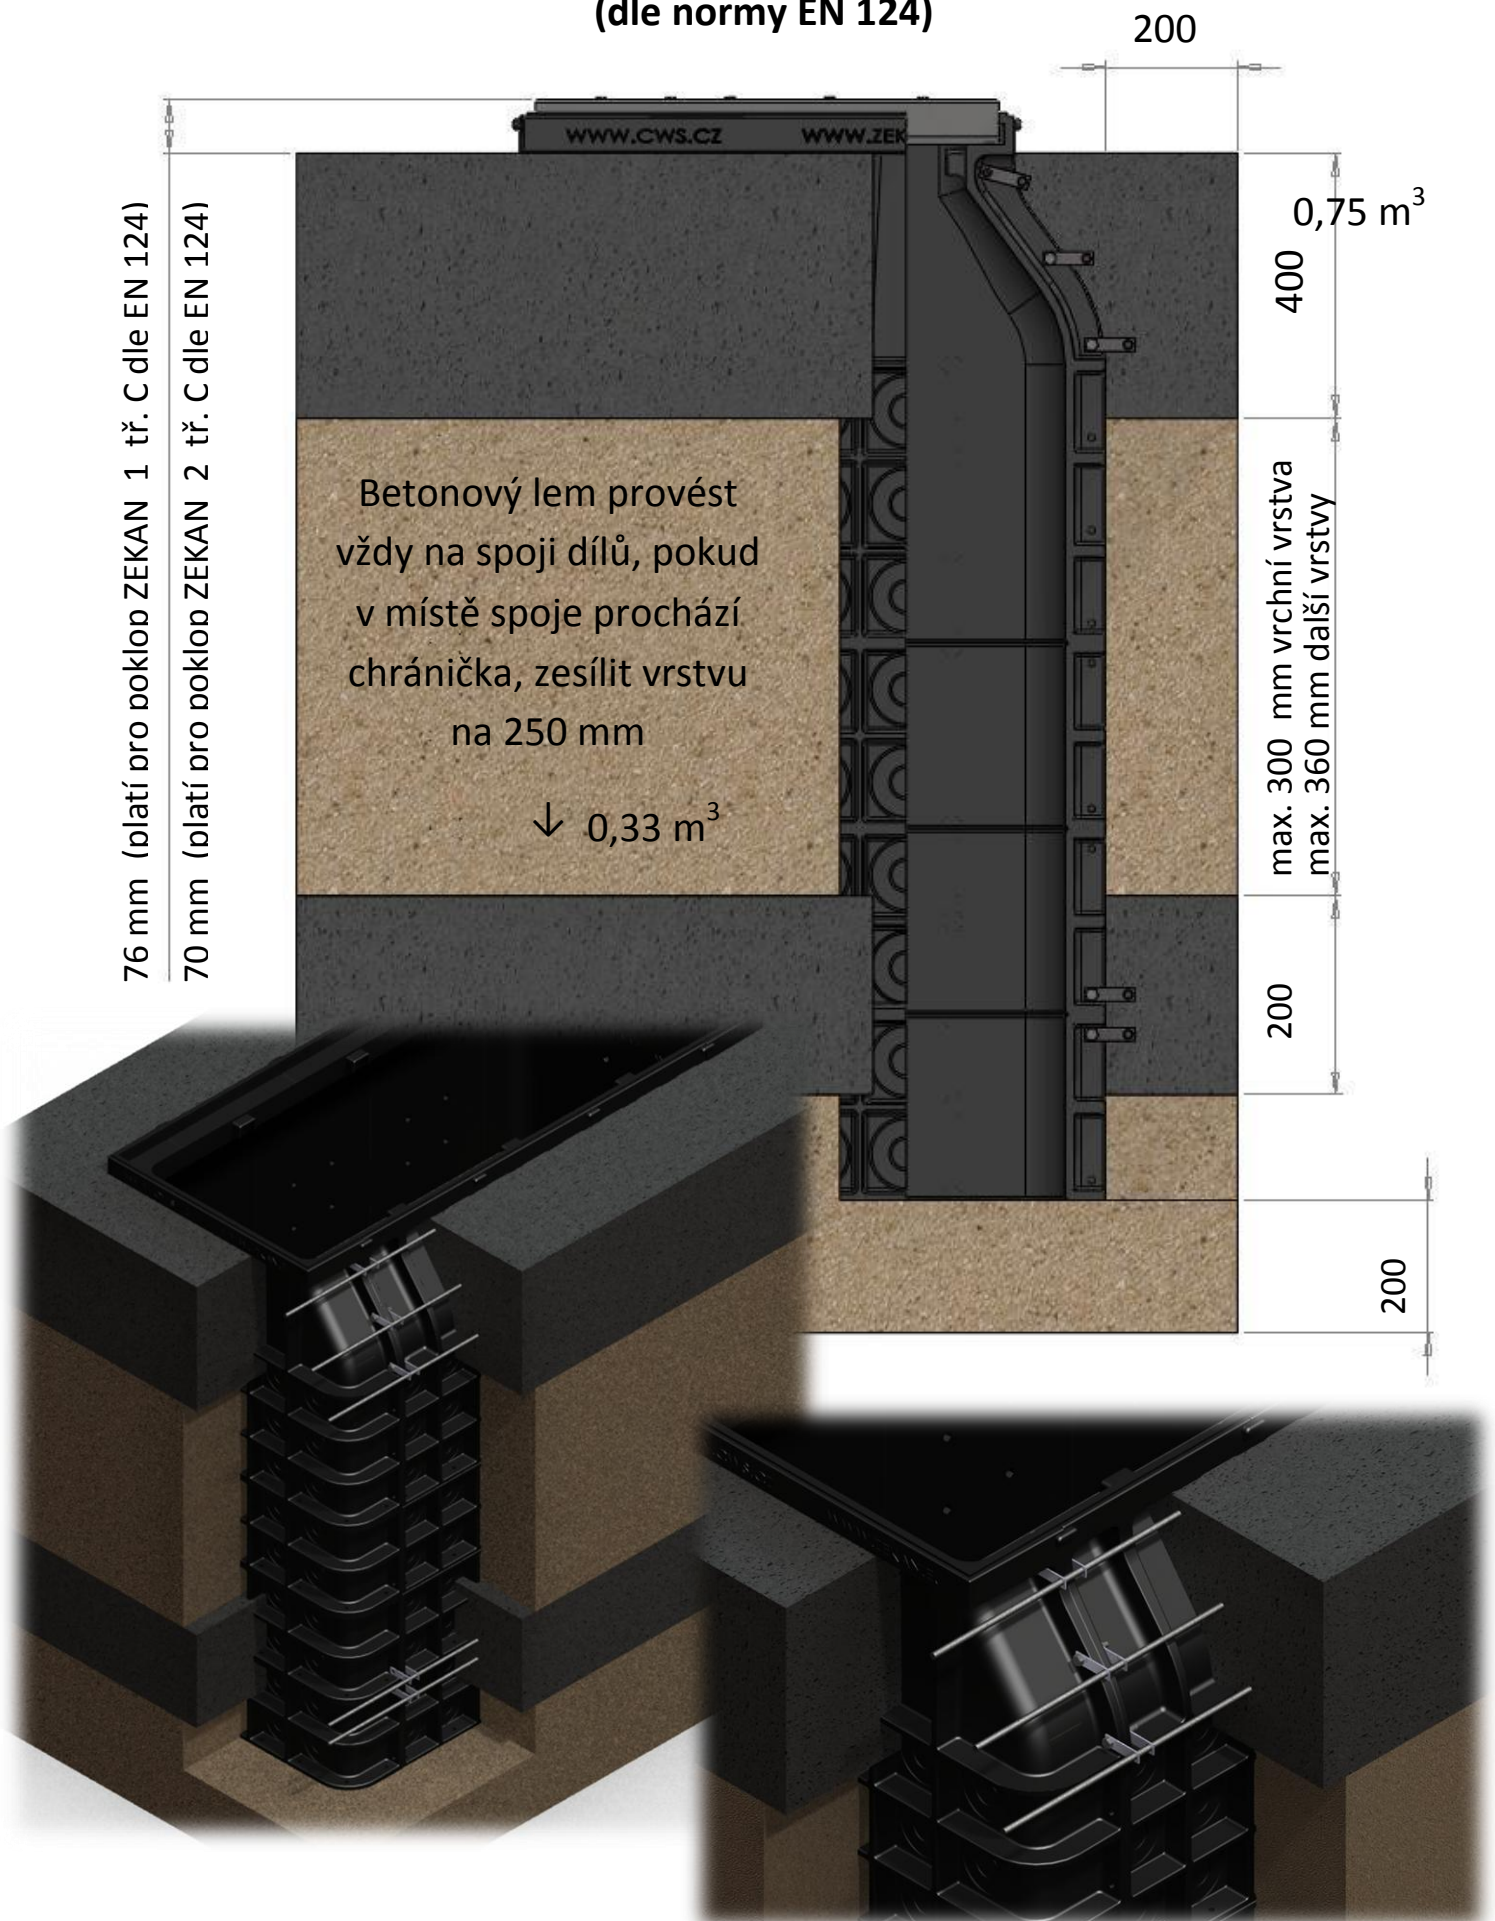 (dle normy EN 124)
200
WWW.CWS.CZ WWW.ZEK
0,75 m³
400
76 mm (platí pro poklop ZEKAN 1 tř. C dle EN 124)
70 mm (platí pro poklop ZEKAN 2 tř. C dle EN 124)
Betonový lem provést
vždy na spoji dílů, pokud
v místě spoje prochází
chránička, zesílit vrstvu
na 250 mm
↓ 0,33 m³
max. 300 mm vrchní vrstva
max. 360 mm další vrstvy
200
200